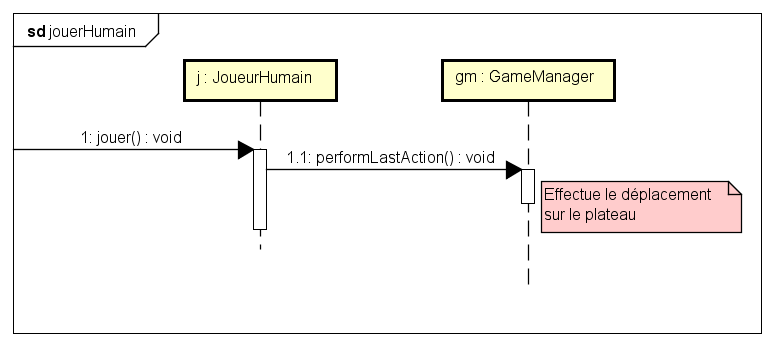 sd jouerHumain
j : JoueurHumain
gm : GameManager
1: jouer() : void
1.1: performLastAction() : void
Effectue le déplacement
sur le plateau